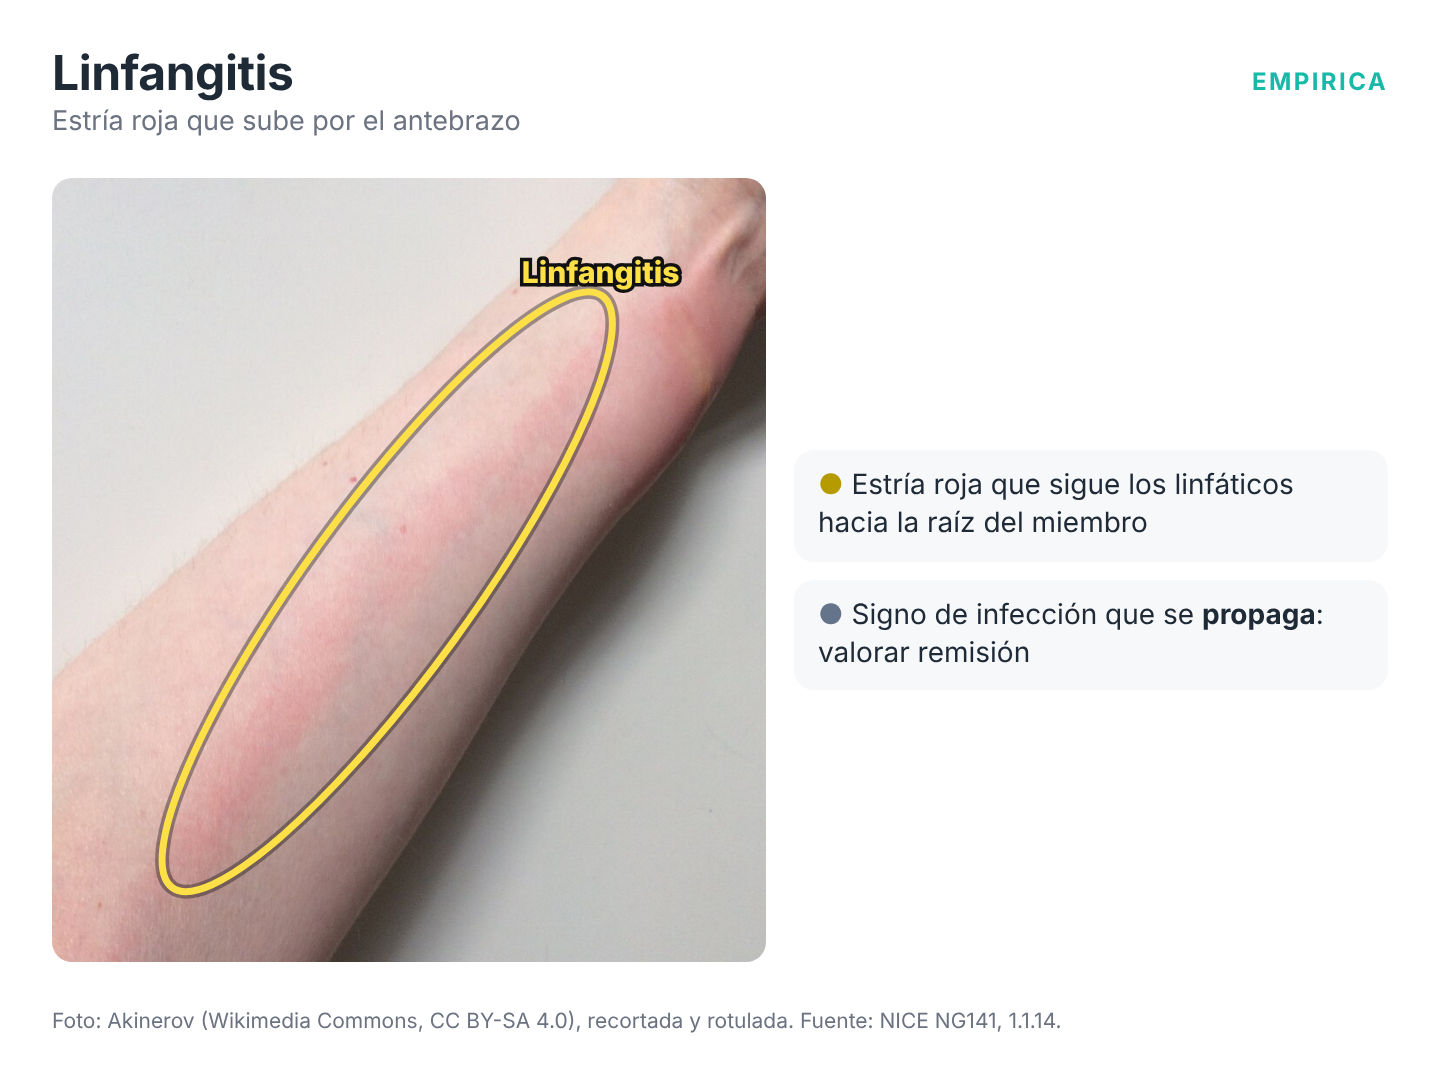 Linfangitis
Estría roja que sube por el antebrazo
EMPIRICA
Linfangitis
Estría roja que sigue los linfáticos
hacia la raíz del miembro
Signo de infección que se propaga:
valorar remisión
Foto: Akinerov (Wikimedia Commons, CC BY-SA 4.0), recortada y rotulada. Fuente: NICE NG141, 1.1.14.